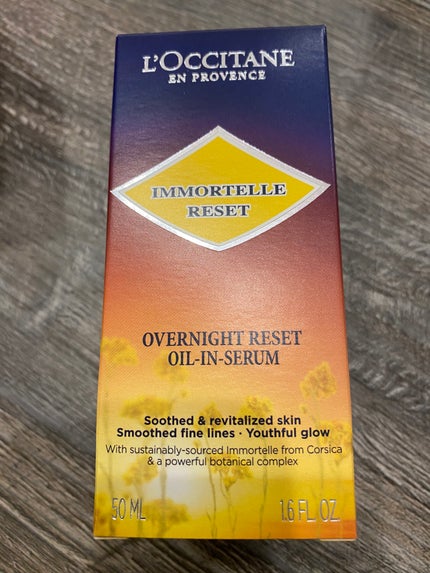 L'OCCITANE
EN PROVENCE
IMMORTELLE
RESET
OVERNIGHT RESET
OIL-IN-SERUM
Soothed & revitalized skin
Smoothed fine lines · Youthful glow
With sustainably-sourced Immortelle from Corsica
& a powerful botanical complex
50 ML 1.6 FL. OZ.